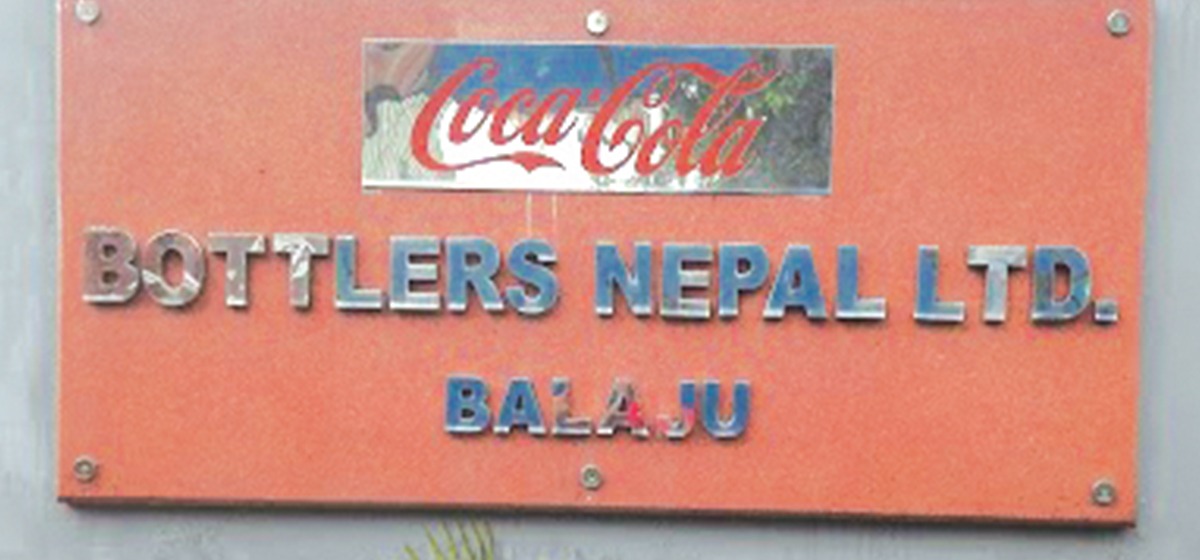 Coca-Cola
BOTTLERS NEPAL LTD.
BALAJU